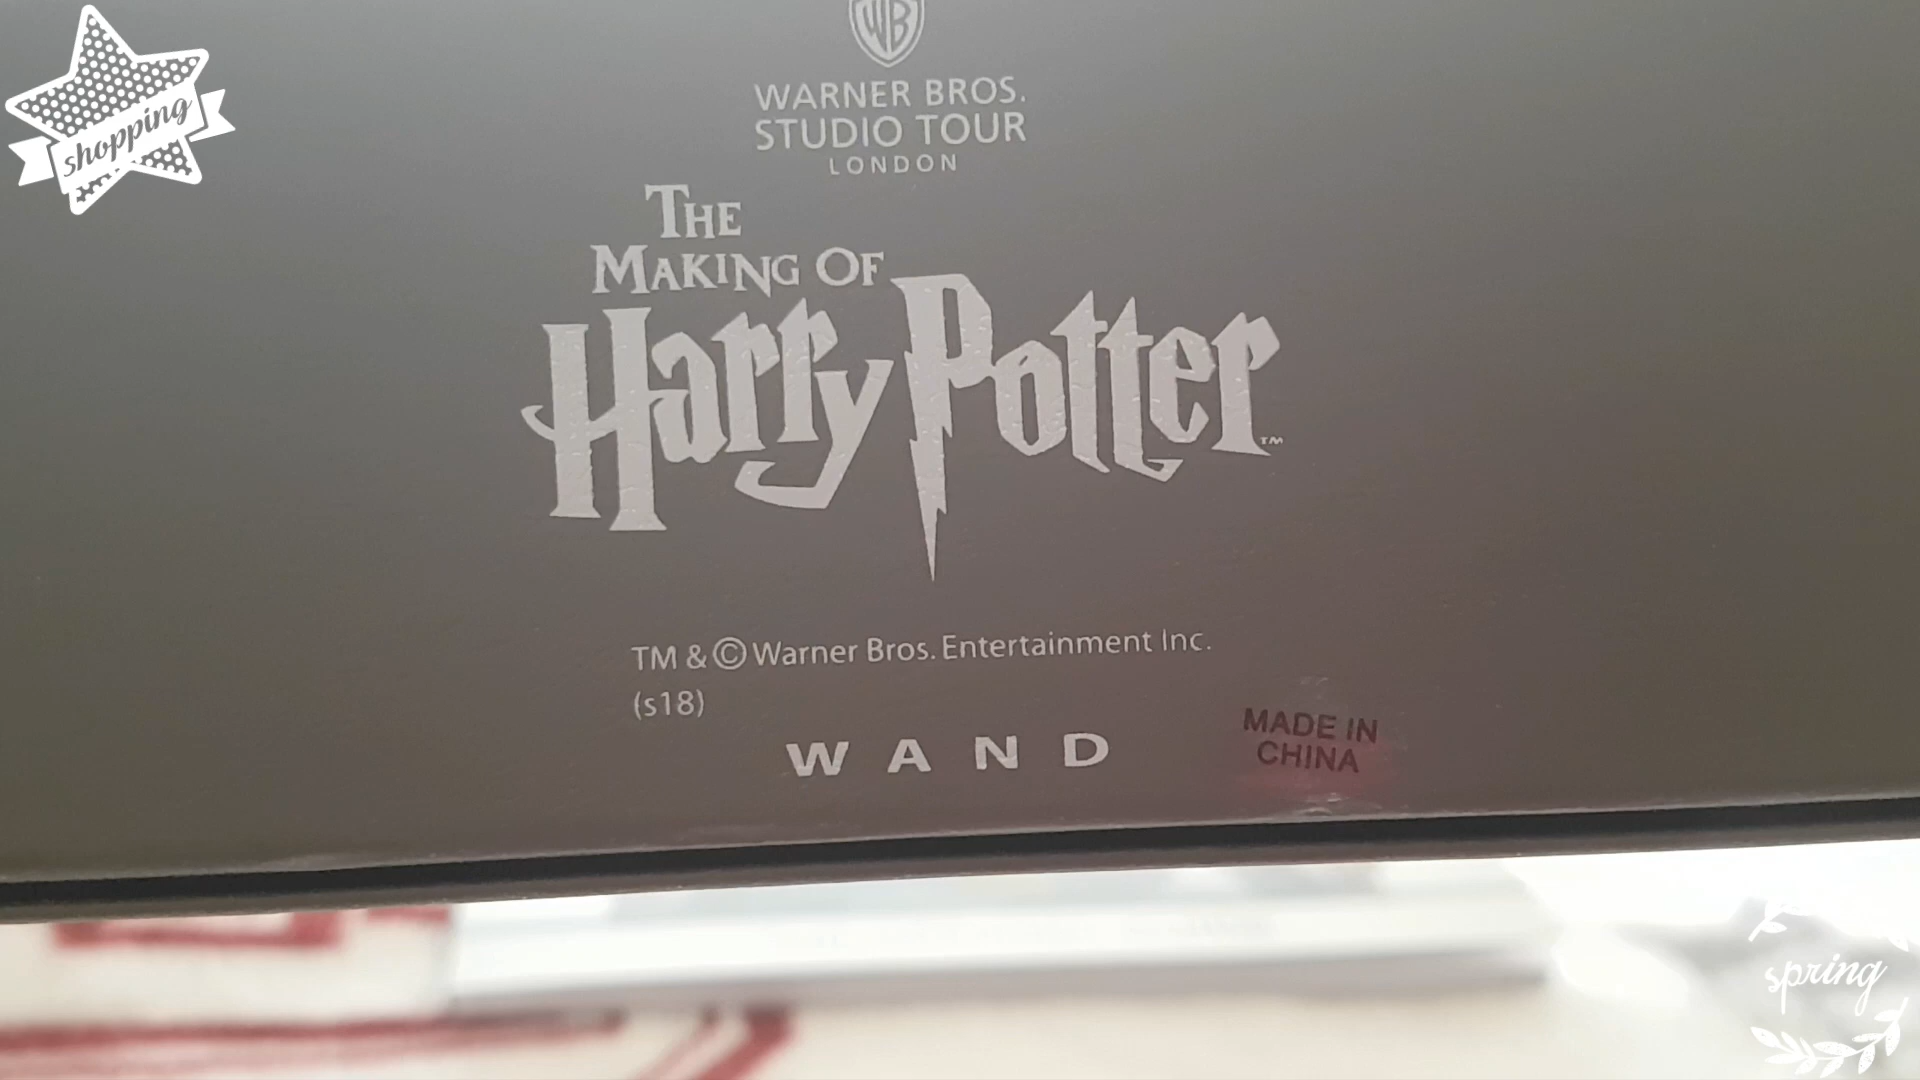 shopping
WB
WARNER BROS.
STUDIO TOUR
LONDON
THE
MAKING OF
Harry Potter™
TM & © Warner Bros. Entertainment Inc.
(s18)
WAND
MADE IN
CHINA
spring